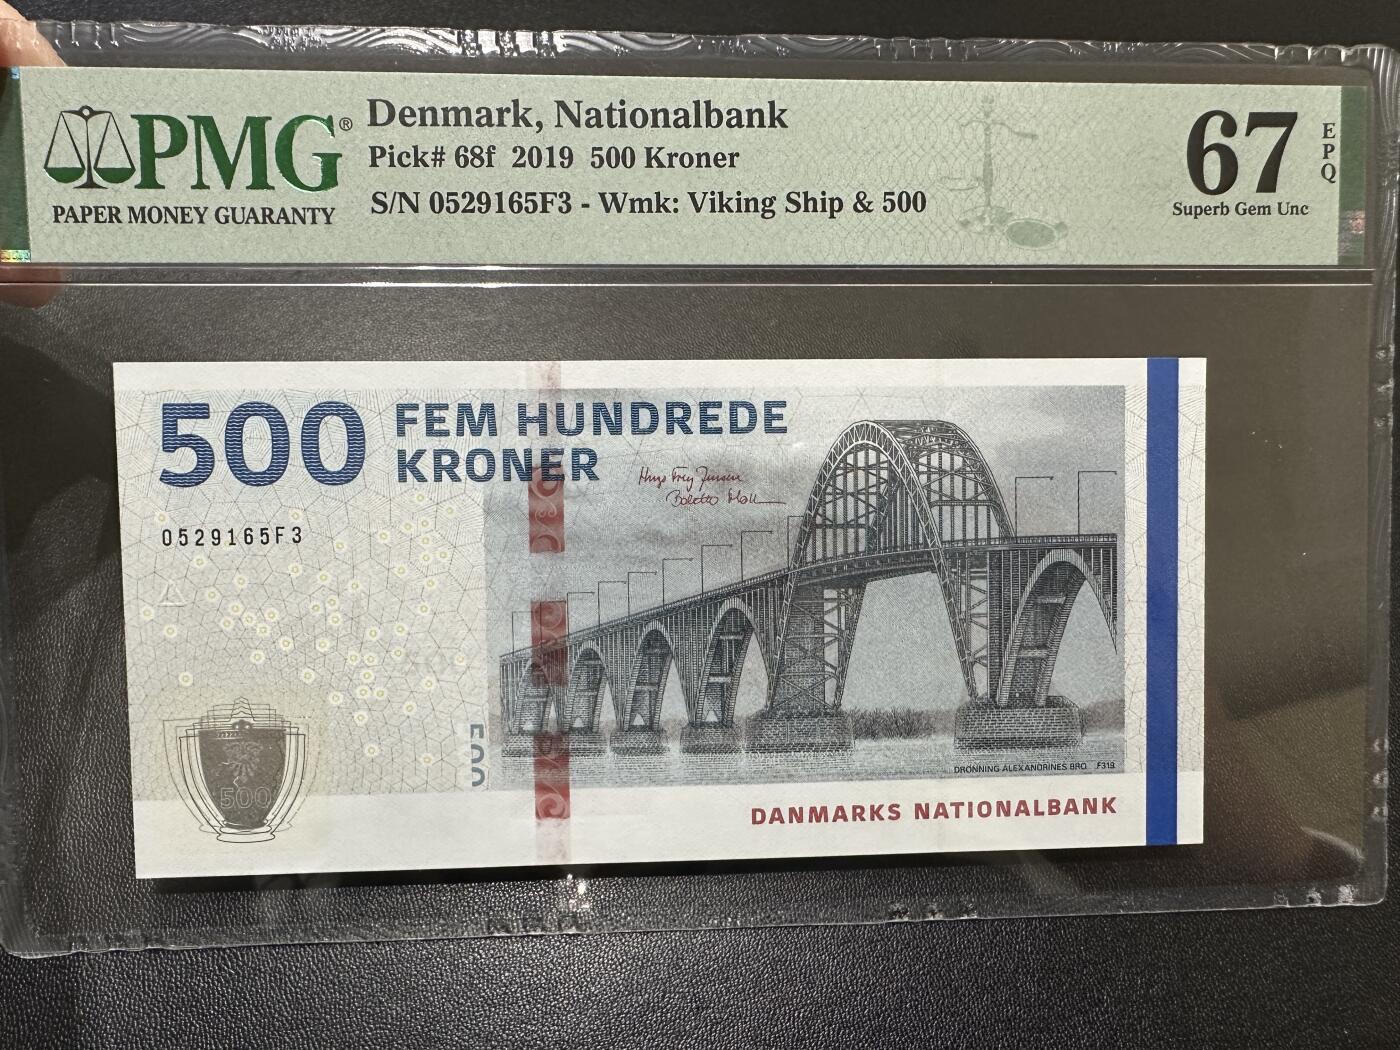 PMG®
PAPER MONEY GUARANTY
Denmark, Nationalbank
Pick# 68f 2019 500 Kroner
S/N 0529165F3 - Wmk: Viking Ship & 500
67
EPQ
Superb Gem Unc
500
FEM HUNDREDE
KRONER
0529165F3
500
500
DRONNING ALEXANDRINES BRO F319
DANMARKS NATIONALBANK